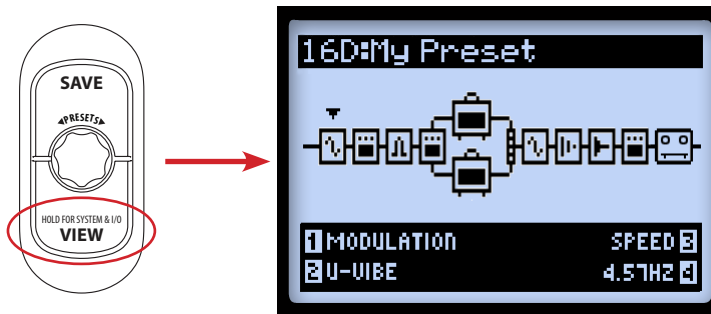 SAVE
◀PRESETS▶
HOLD FOR SYSTEM & I/O
VIEW
16D:My Preset
1 MODULATION SPEED 3
2 U-VIBE 4.57HZ 4